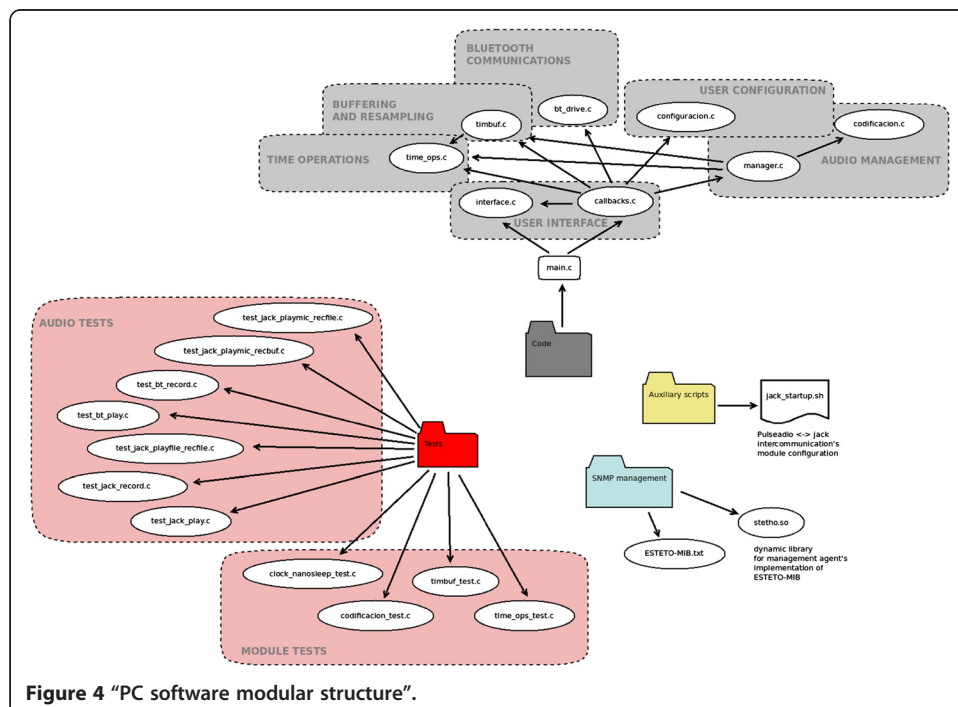 BLUETOOTH
COMMUNICATIONS
USER CONFIGURATION
BUFFERING
AND RESAMPLING
bt_drive.c
configuracion.c
codificacion.c
timbuf.c
TIME OPERATIONS
time_ops.c
manager.c
AUDIO MANAGEMENT
interface.c
callbacks.c
USER INTERFACE
main.c
Code
AUDIO TESTS
test_jack_playmic_recfile.c
test_jack_playmic_recbuf.c
test_bt_record.c
test_bt_play.c
test_jack_playfile_recfile.c
test_jack_record.c
test_jack_play.c
Tests
Auxiliary scripts
jack_startup.sh
Pulseadio <-> jack
intercommunication's
module configuration
SNMP management
stetho.so
ESTETO-MIB.txt
dynamic library
for management agent's
implementation of
ESTETO-MIB
clock_nanosleep_test.c
timbuf_test.c
codificacion_test.c
time_ops_test.c
MODULE TESTS
Figure 4 “PC software modular structure”.